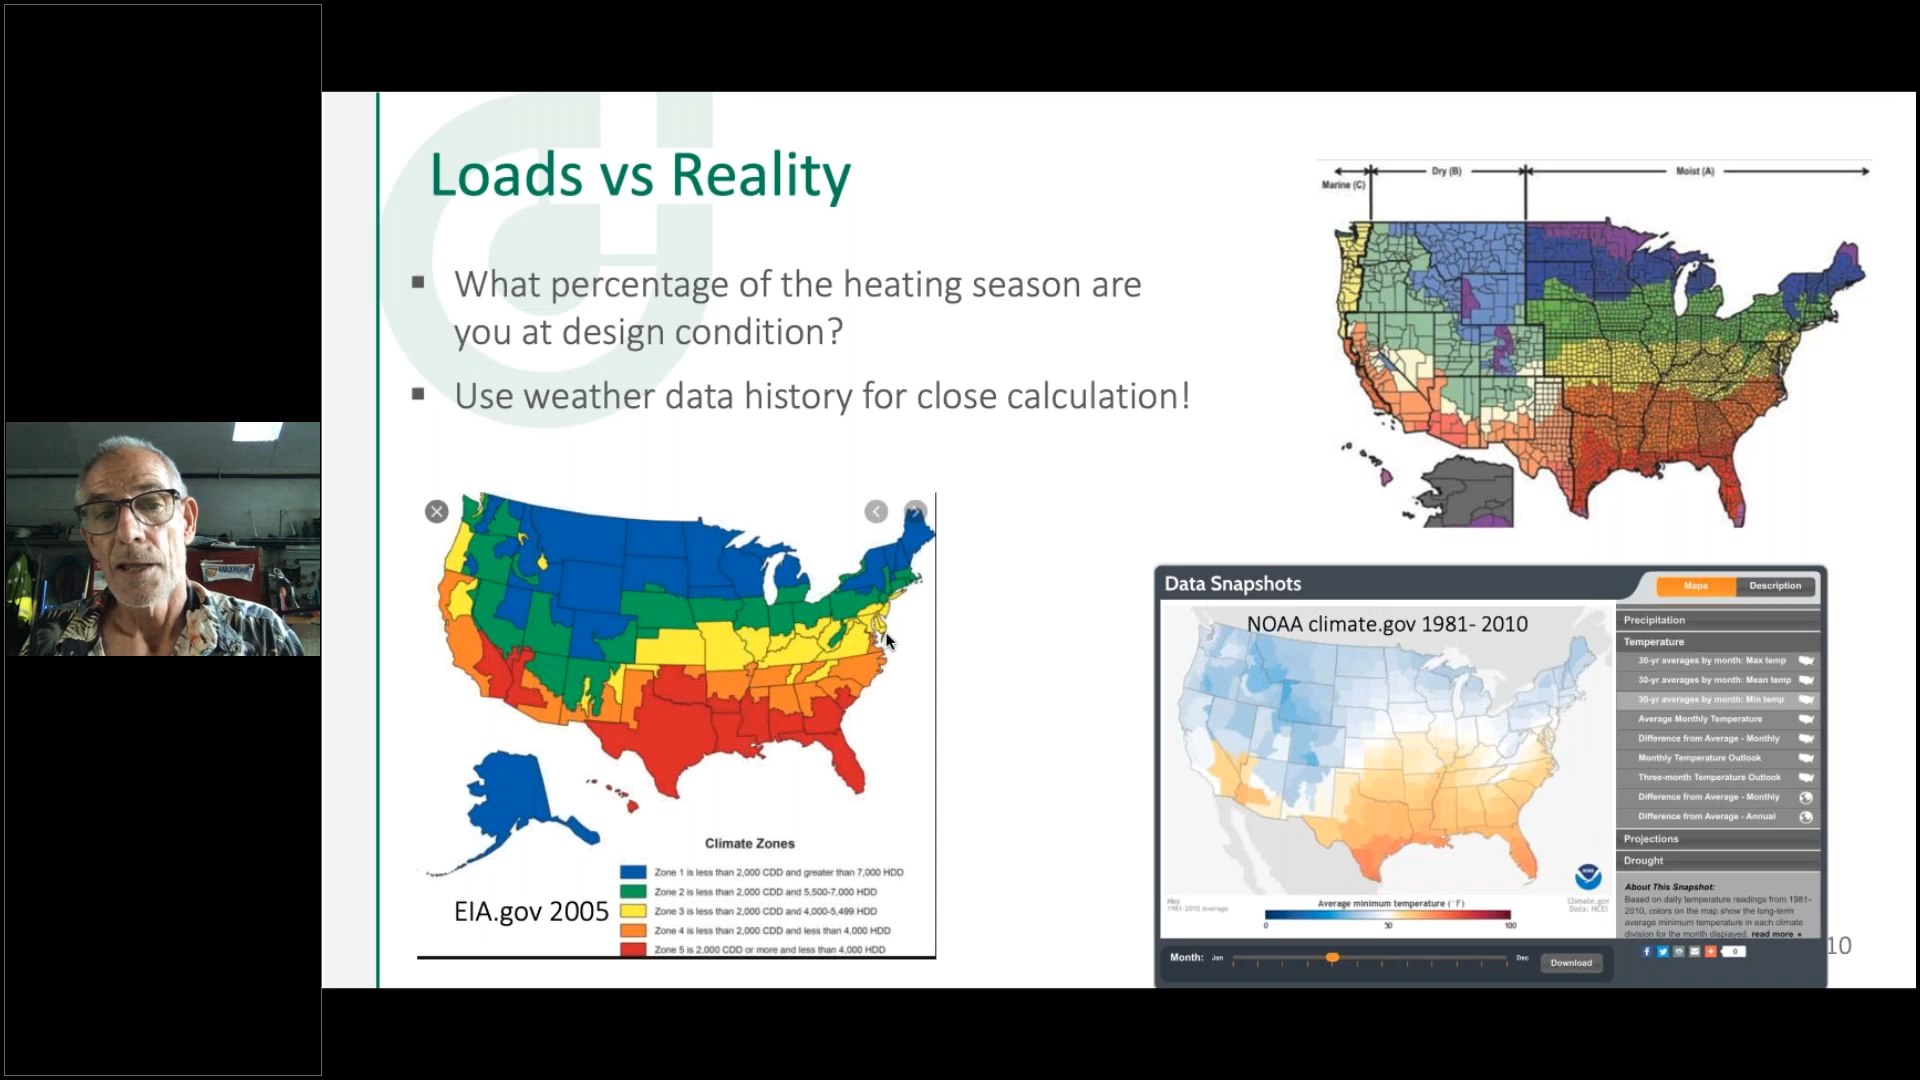 Loads vs Reality
What percentage of the heating season are
you at design condition?
Use weather data history for close calculation!
Marine (C)
Dry (B)
Moist (A)
Climate Zones
Zone 1 is less than 2,000 CDD and greater than 7,000 HDD
Zone 2 is less than 2,000 CDD and 5,500-7,000 HDD
Zone 3 is less than 2,000 CDD and 4,000-5,499 HDD
Zone 4 is less than 2,000 CDD and less than 4,000 HDD
Zone 5 is 2,000 CDD or more and less than 4,000 HDD
EIA.gov 2005
Data Snapshots
Maps
Description
NOAA climate.gov 1981- 2010
Precipitation
Temperature
30-yr averages by month: Max temp
30-yr averages by month: Mean temp
30-yr averages by month: Min temp
Average Monthly Temperature
Difference from Average - Monthly
Monthly Temperature Outlook
Three-month Temperature Outlook
Difference from Average - Monthly
Difference from Average - Annual
Projections
Drought
About This Snapshot:
Based on daily temperature readings from 1981-
2010, colors on the map show the long-term
average minimum temperature in each climate
division for the month displayed. read more »
May
1981-2010 Average
Average minimum temperature (°F)
0 50 100
Climate.gov
Data: NCEI
Month: Jan
Dec
Download
0
10